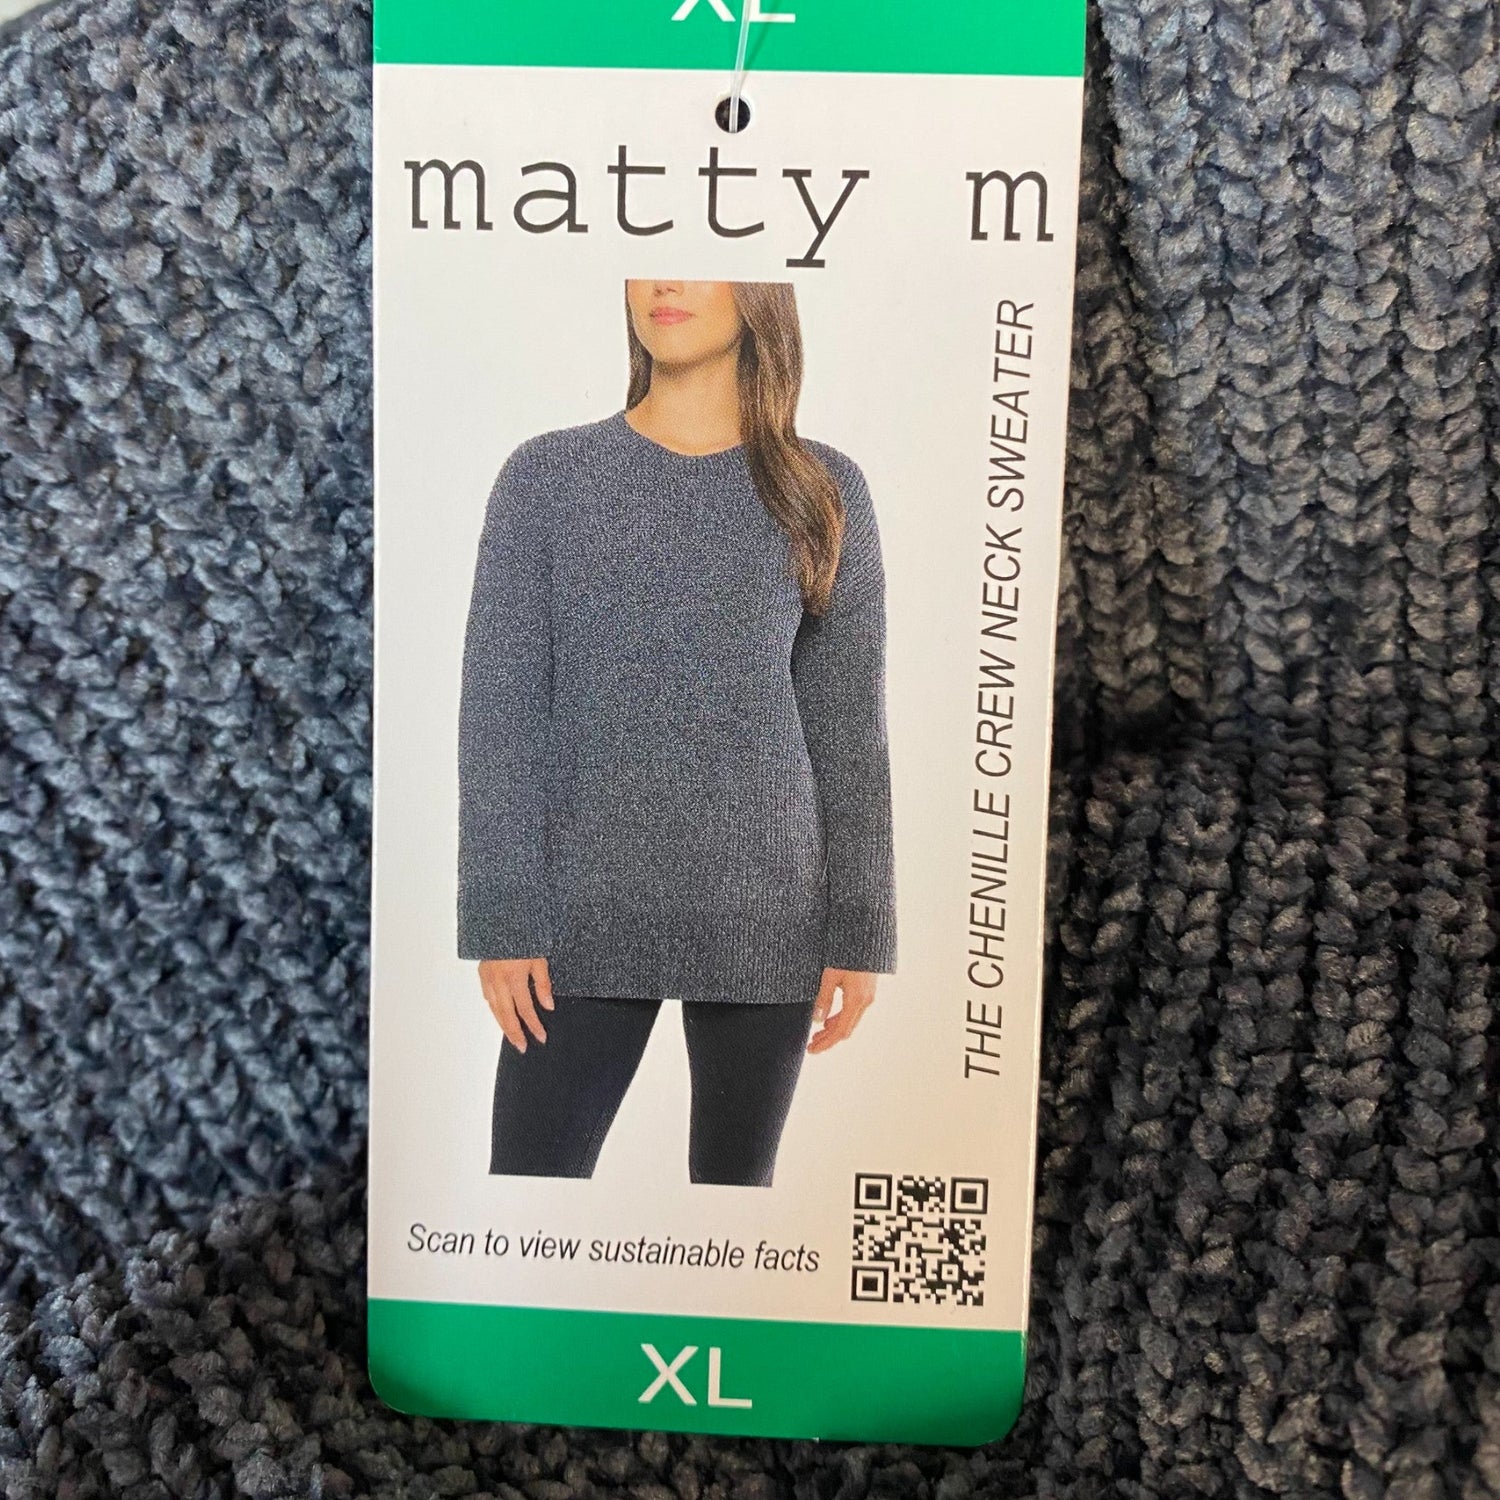 XL
matty m
THE CHENILLE CREW NECK SWEATER
Scan to view sustainable facts
XL